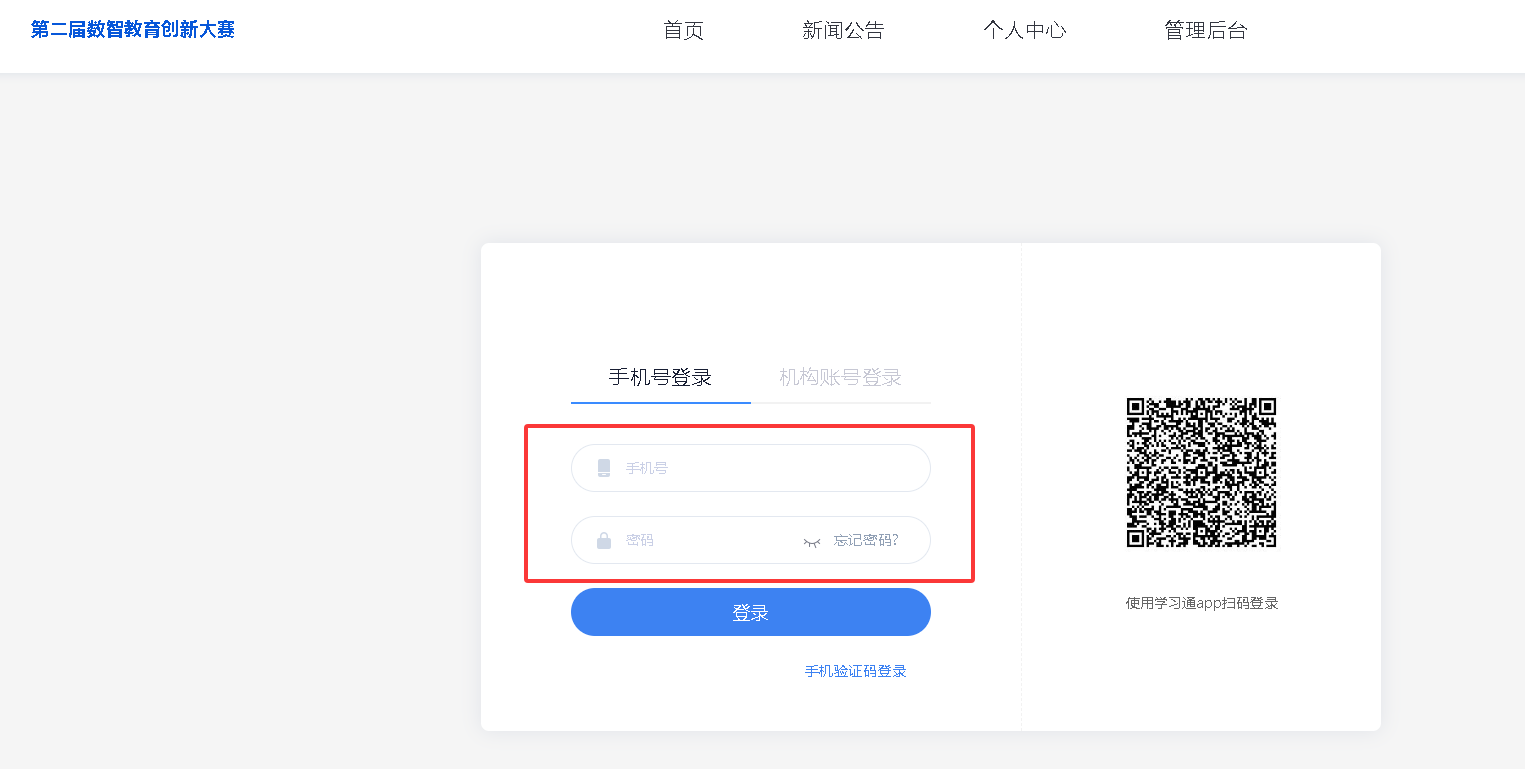 第二届数智教育创新大赛
首页 新闻公告 个人中心 管理后台
手机号登录 机构账号登录
手机号
密码 忘记密码?
登录
手机验证码登录
使用学习通app扫码登录